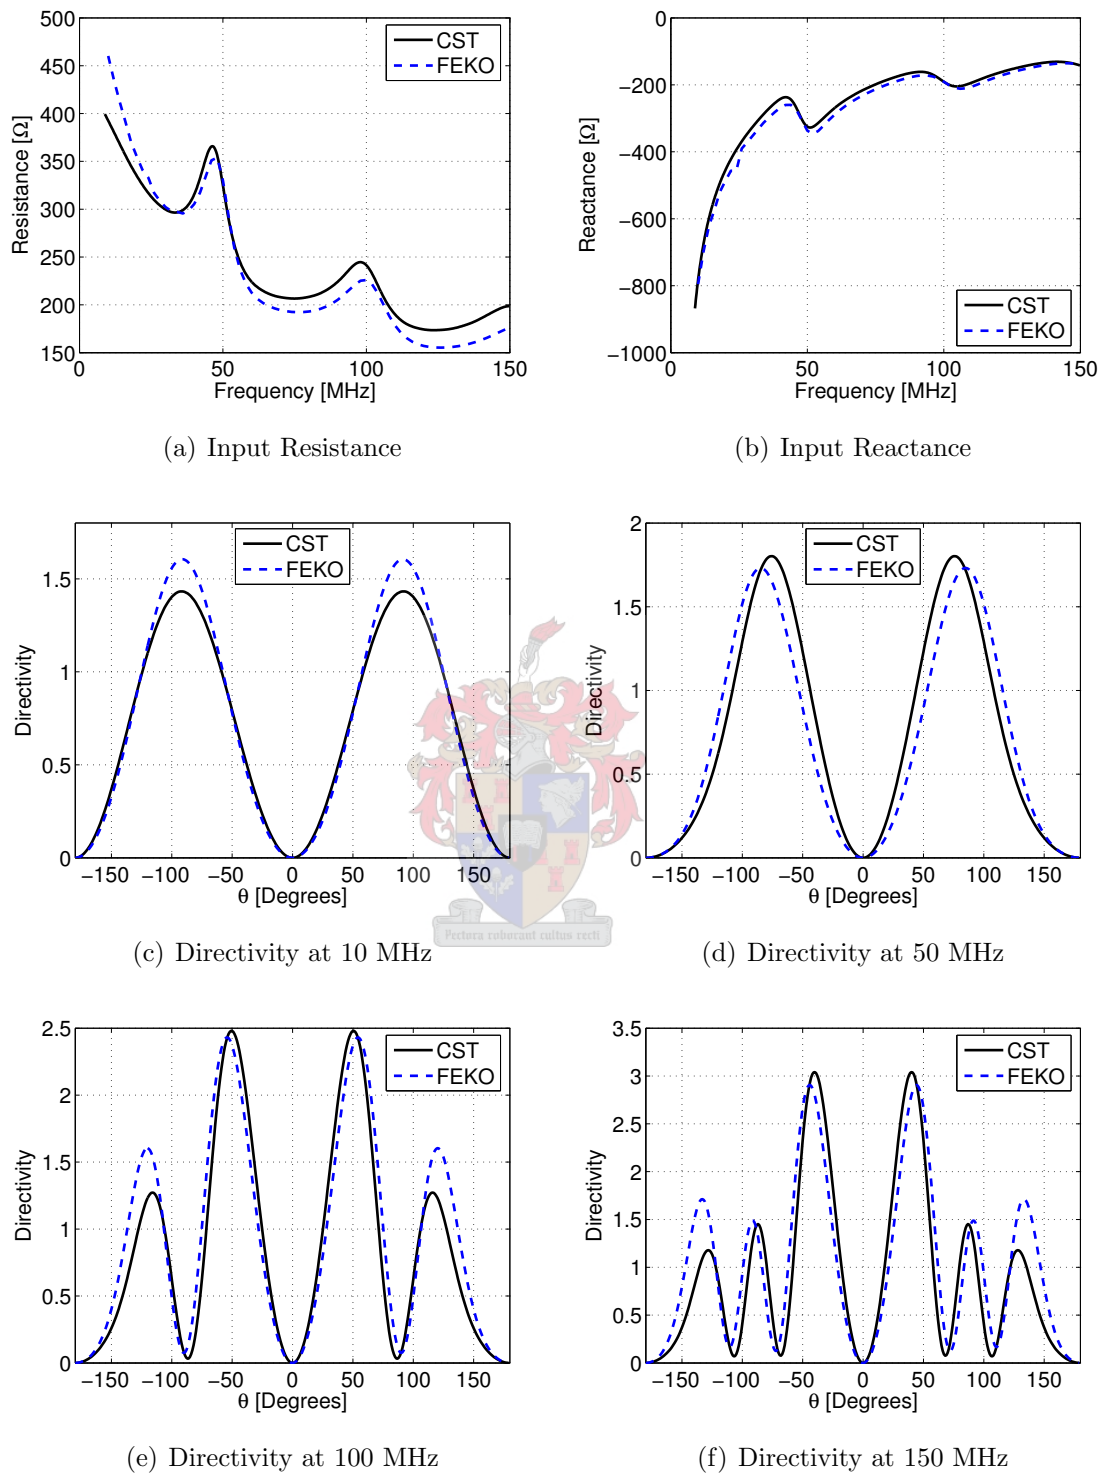 500
450
400
350
300
250
200
150
0
50
100
150
Resistance [Ω]
Frequency [MHz]
CST
FEKO
(a) Input Resistance
0
−200
−400
−600
−800
−1000
0
50
100
150
Reactance [Ω]
Frequency [MHz]
CST
FEKO
(b) Input Reactance
1.5
1
0.5
0
−150 −100 −50 0 50 100 150
Directivity
θ [Degrees]
CST
FEKO
(c) Directivity at 10 MHz
2
1.5
1
0.5
0
−150 −100 −50 0 50 100 150
Directivity
θ [Degrees]
CST
FEKO
(d) Directivity at 50 MHz
Pectora roborant cultus recti
2.5
2
1.5
1
0.5
0
−150 −100 −50 0 50 100 150
Directivity
θ [Degrees]
CST
FEKO
(e) Directivity at 100 MHz
3.5
3
2.5
2
1.5
1
0.5
0
−150 −100 −50 0 50 100 150
Directivity
θ [Degrees]
CST
FEKO
(f) Directivity at 150 MHz